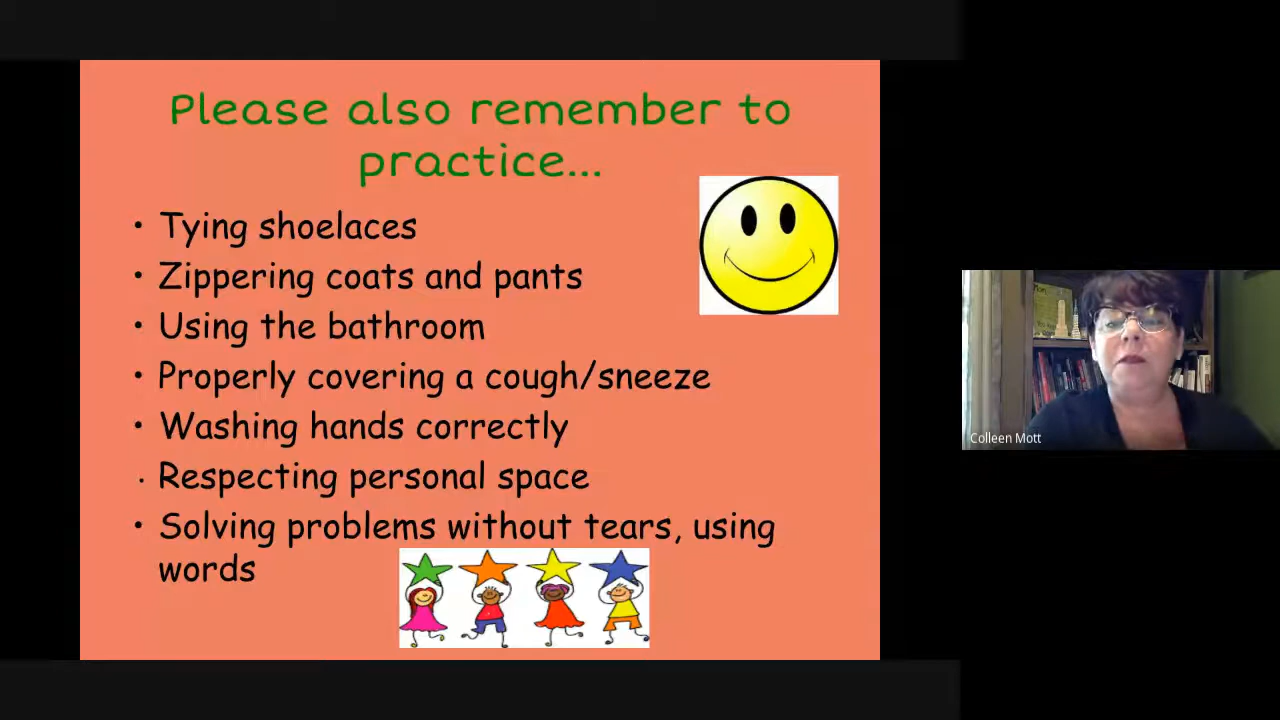 Please also remember to
practice...
• Tying shoelaces
• Zippering coats and pants
• Using the bathroom
• Properly covering a cough/sneeze
• Washing hands correctly
• Respecting personal space
• Solving problems without tears, using
words
Colleen Mott